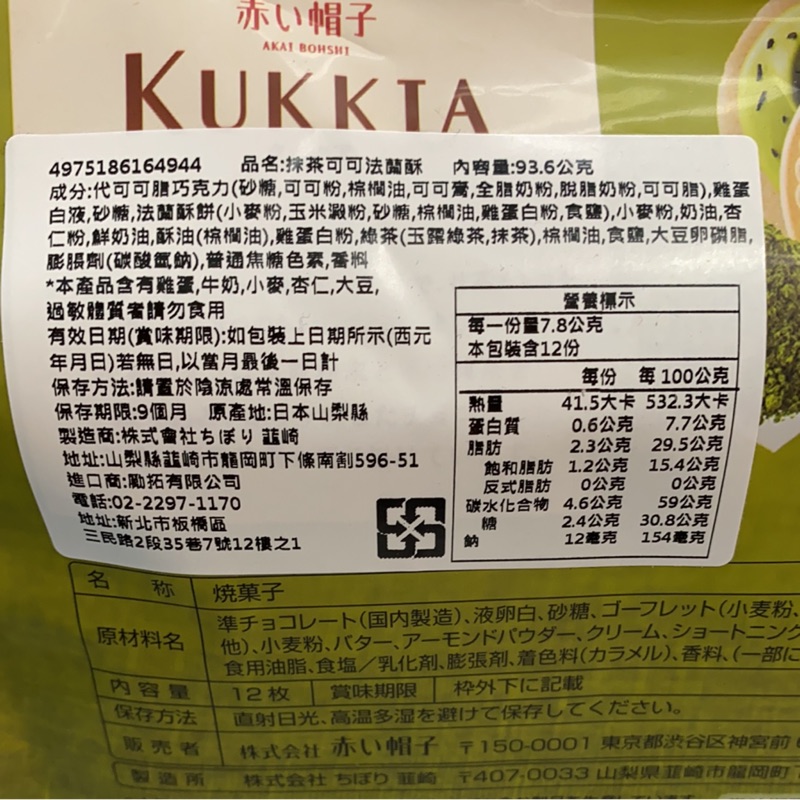 赤い帽子
AKAI BOHSHI
KUKKIA
4975186164944 品名:抹茶可可法蘭酥 內容量:93.6公克
成分:代可可脂巧克力(砂糖,可可粉,棕櫚油,可可膏,全脂奶粉,脫脂奶粉,可可脂),雞蛋
白液,砂糖,法蘭酥餅(小麥粉,玉米澱粉,砂糖,棕櫚油,雞蛋白粉,食鹽),小麥粉,奶油,杏
仁粉,鮮奶油,酥油(棕櫚油),雞蛋白粉,綠茶(玉露綠茶,抹茶),棕櫚油,食鹽,大豆卵磷脂,
膨脹劑(碳酸氫鈉),普通焦糖色素,香料
*本產品含有雞蛋,牛奶,小麥,杏仁,大豆,
過敏體質者請勿食用
有效日期(賞味期限):如包裝上日期所示(西元
年月日)若無日,以當月最後一日計
保存方法:請置於陰涼處常溫保存
保存期限:9個月 原產地:日本山梨縣
製造商:株式會社ちぼり 韮崎
地址:山梨縣韮崎市龍岡町下條南割596-51
進口商:勵拓有限公司
電話:02-2297-1170
地址:新北市板橋區
三民路2段35巷7號12樓之1
營養標示
每一份量7.8公克
本包裝含12份
每份 每100公克
熱量 41.5大卡 532.3大卡
蛋白質 0.6公克 7.7公克
脂肪 2.3公克 29.5公克
飽和脂肪 1.2公克 15.4公克
反式脂肪 0公克 0公克
碳水化合物 4.6公克 59公克
糖 2.4公克 30.8公克
鈉 12毫克 154毫克
名称 焼菓子
原材料名 準チョコレート(国内製造)、液卵白、砂糖、ゴーフレット(小麦粉、
他)、小麦粉、バター、アーモンドパウダー、クリーム、ショートニング
食用油脂、食塩/乳化剤、膨張剤、着色料(カラメル)、香料、(一部に
内容量 12枚 賞味期限 枠外下に記載
保存方法 直射日光、高温多湿を避けて保存してください。
販売者 株式会社 赤い帽子 〒150-0001 東京都渋谷区神宮前
製造所 株式会社 ちぼり 韮崎 〒407-0033 山梨県韮崎市龍岡町